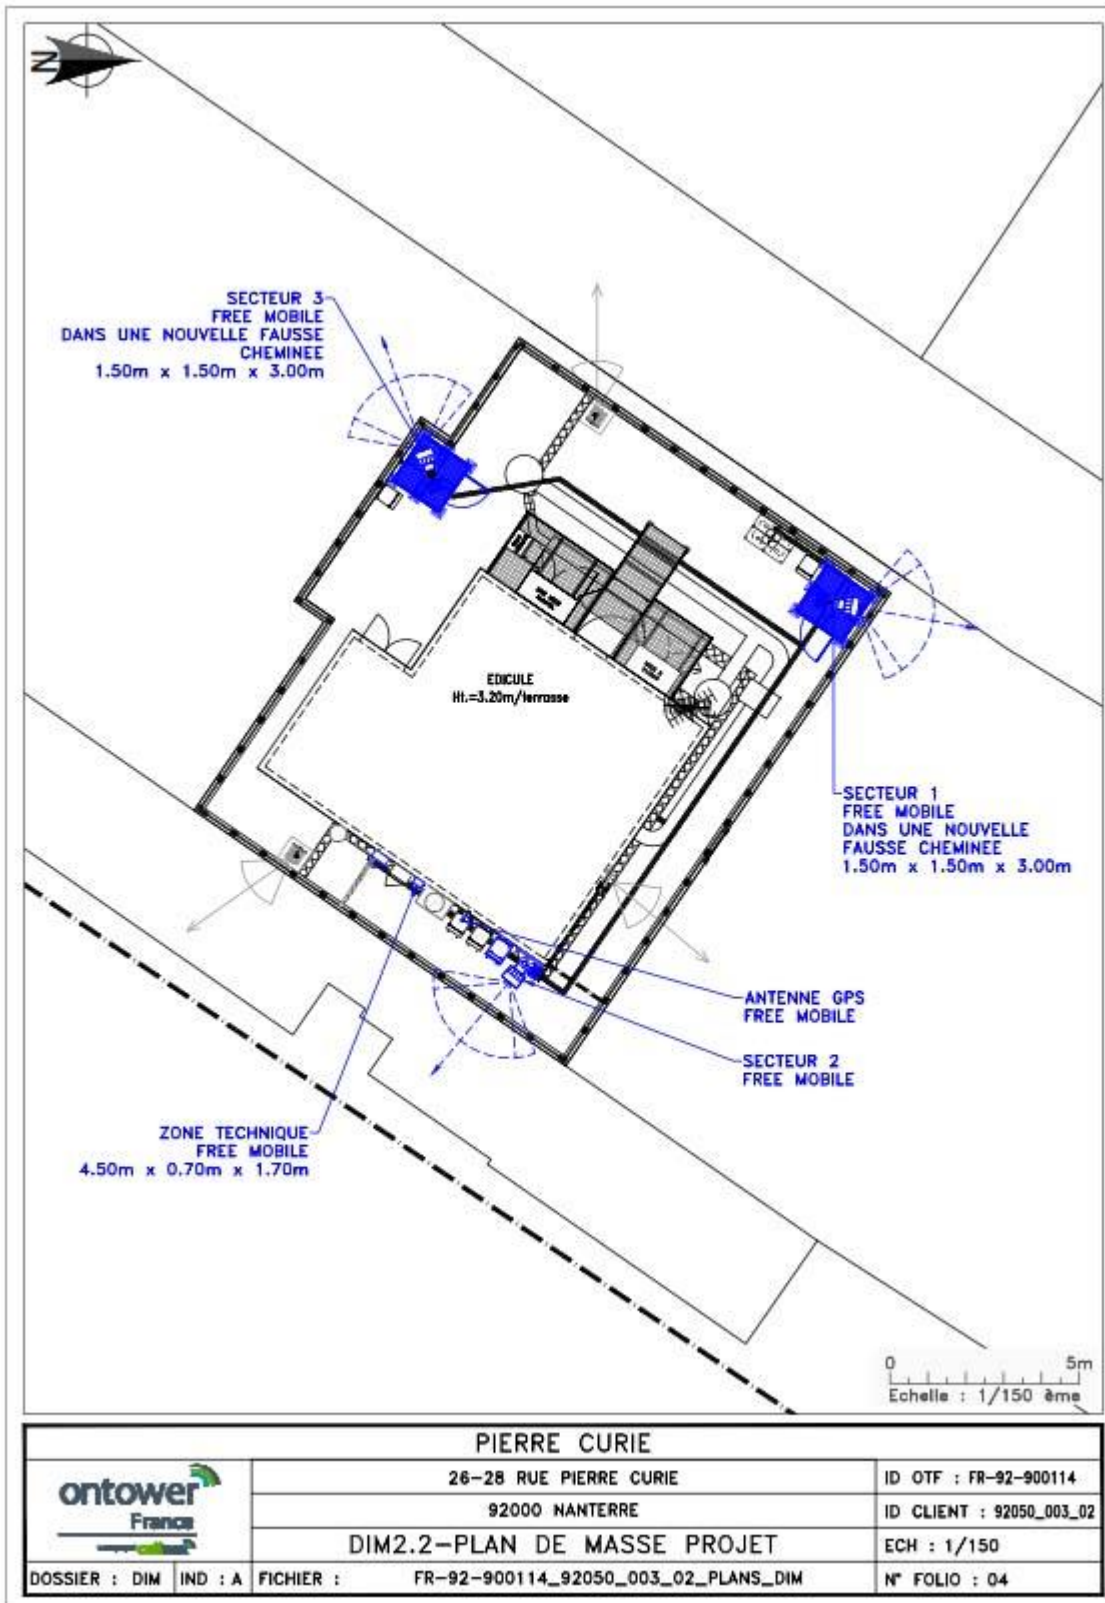 N
SECTEUR 3
FREE MOBILE
DANS UNE NOUVELLE FAUSSE
CHEMINEE
1.50m x 1.50m x 3.00m
EDICULE
Ht.=3.20m/terrasse
SECTEUR 1
FREE MOBILE
DANS UNE NOUVELLE
FAUSSE CHEMINEE
1.50m x 1.50m x 3.00m
ANTENNE GPS
FREE MOBILE
SECTEUR 2
FREE MOBILE
ZONE TECHNIQUE
FREE MOBILE
4.50m x 0.70m x 1.70m
0 5m
Echelle : 1/150 ème
PIERRE CURIE
ontower
France
26-28 RUE PIERRE CURIE
ID OTF : FR-92-900114
92000 NANTERRE
ID CLIENT : 92050_003_02
DIM2.2-PLAN DE MASSE PROJET
ECH : 1/150
DOSSIER : DIM IND : A FICHIER : FR-92-900114_92050_003_02_PLANS_DIM
N° FOLIO : 04